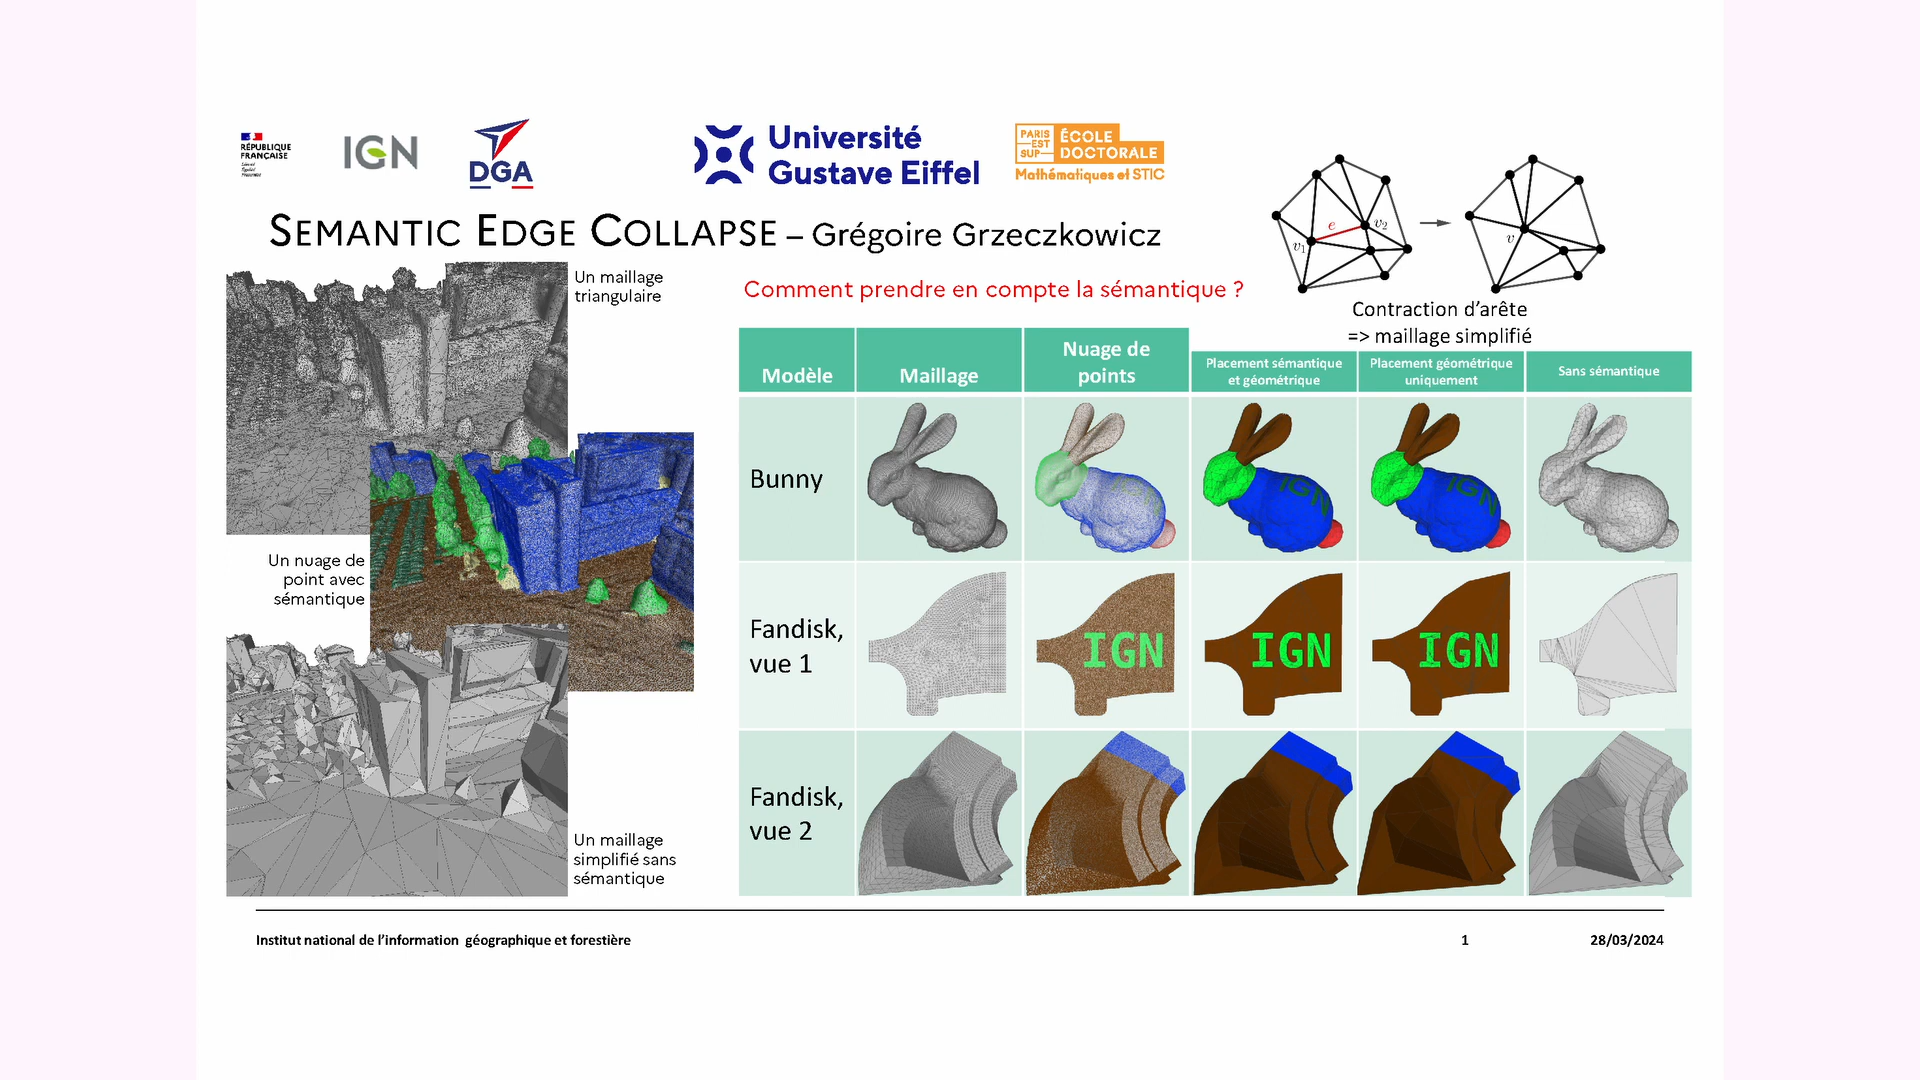 RÉPUBLIQUE
FRANÇAISE
Liberté
Égalité
Fraternité
IGN
DGA
Université
Gustave Eiffel
PARIS
EST
SUP
ÉCOLE
DOCTORALE
Mathématiques et STIC
SEMANTIC EDGE COLLAPSE – Grégoire Grzeczkowicz
e
v1
v2
v
Contraction d’arête
=> maillage simplifié
Un maillage
triangulaire
Un nuage de
point avec
sémantique
Un maillage
simplifié sans
sémantique
Comment prendre en compte la sémantique ?
Modèle
Maillage
Nuage de
points
Placement sémantique
et géométrique
Placement géométrique
uniquement
Sans sémantique
Bunny
IGN
IGN
Fandisk,
vue 1
IGN
IGN
IGN
Fandisk,
vue 2
Institut national de l’information géographique et forestière
1
28/03/2024